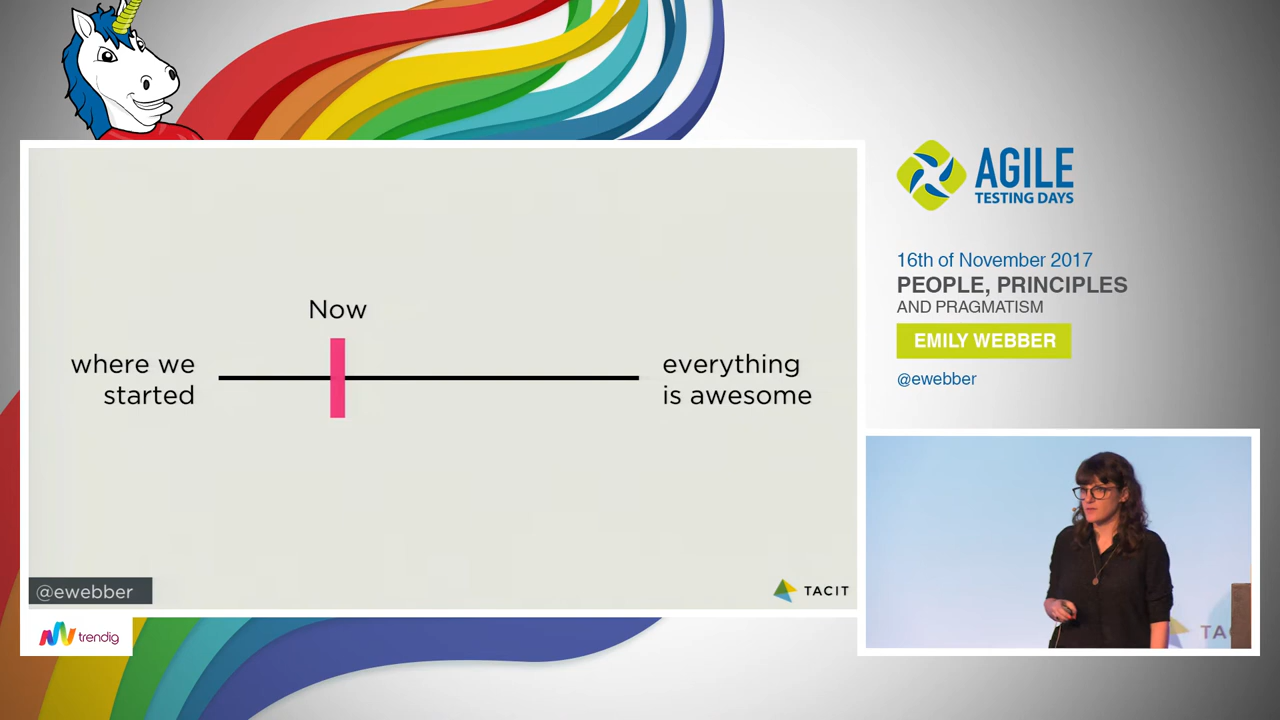 Now
where we
started
everything
is awesome
@ewebber
TACIT
trendig
AGILE
TESTING DAYS
16th of November 2017
PEOPLE, PRINCIPLES
AND PRAGMATISM
EMILY WEBBER
@ewebber
TA